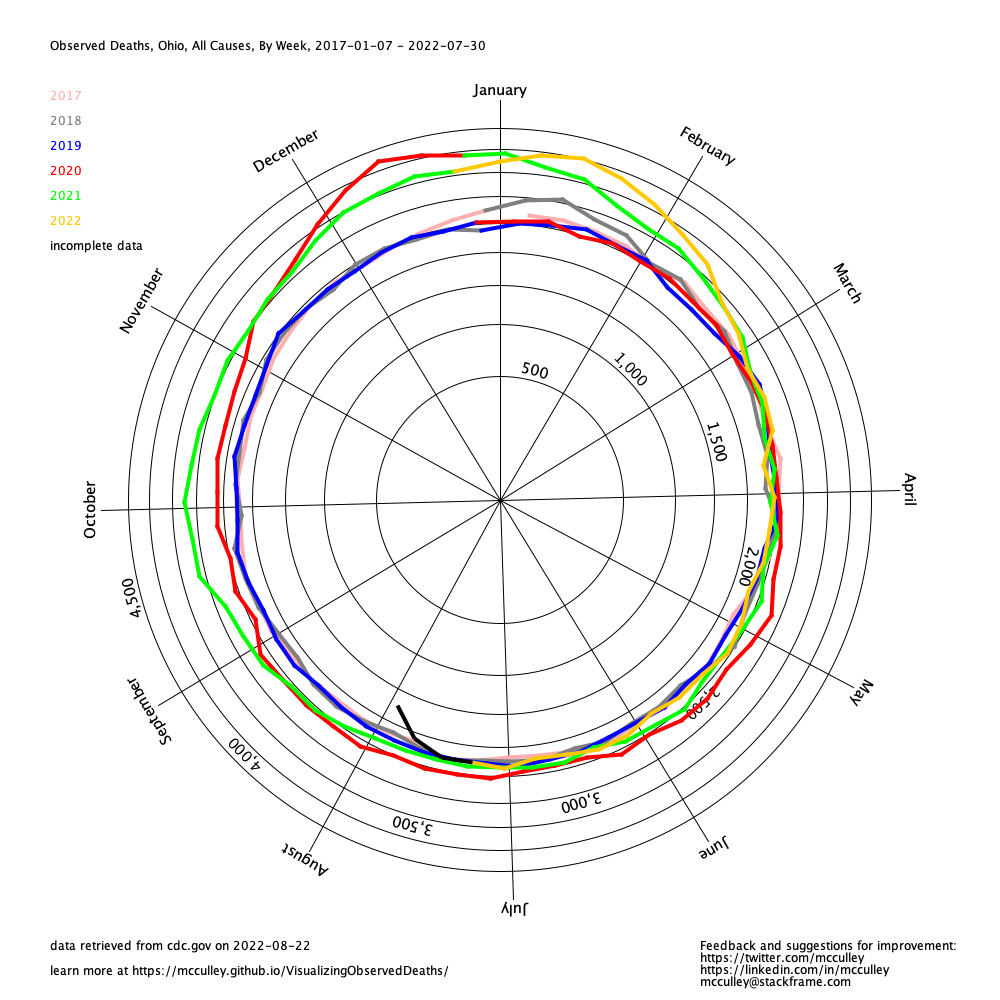 Observed Deaths, Ohio, All Causes, By Week, 2017-01-07 - 2022-07-30
January
2017
2018
2019
2020
2021
2022
incomplete data
December
February
November
March
500
1,000
1,500
October
April
2,000
4,500
September
May
2,500
4,000
3,500
3,000
August
June
July
data retrieved from cdc.gov on 2022-08-22
learn more at https://mcculley.github.io/VisualizingObservedDeaths/
Feedback and suggestions for improvement:
https://twitter.com/mcculley
https://linkedin.com/in/mcculley
mcculley@stackframe.com